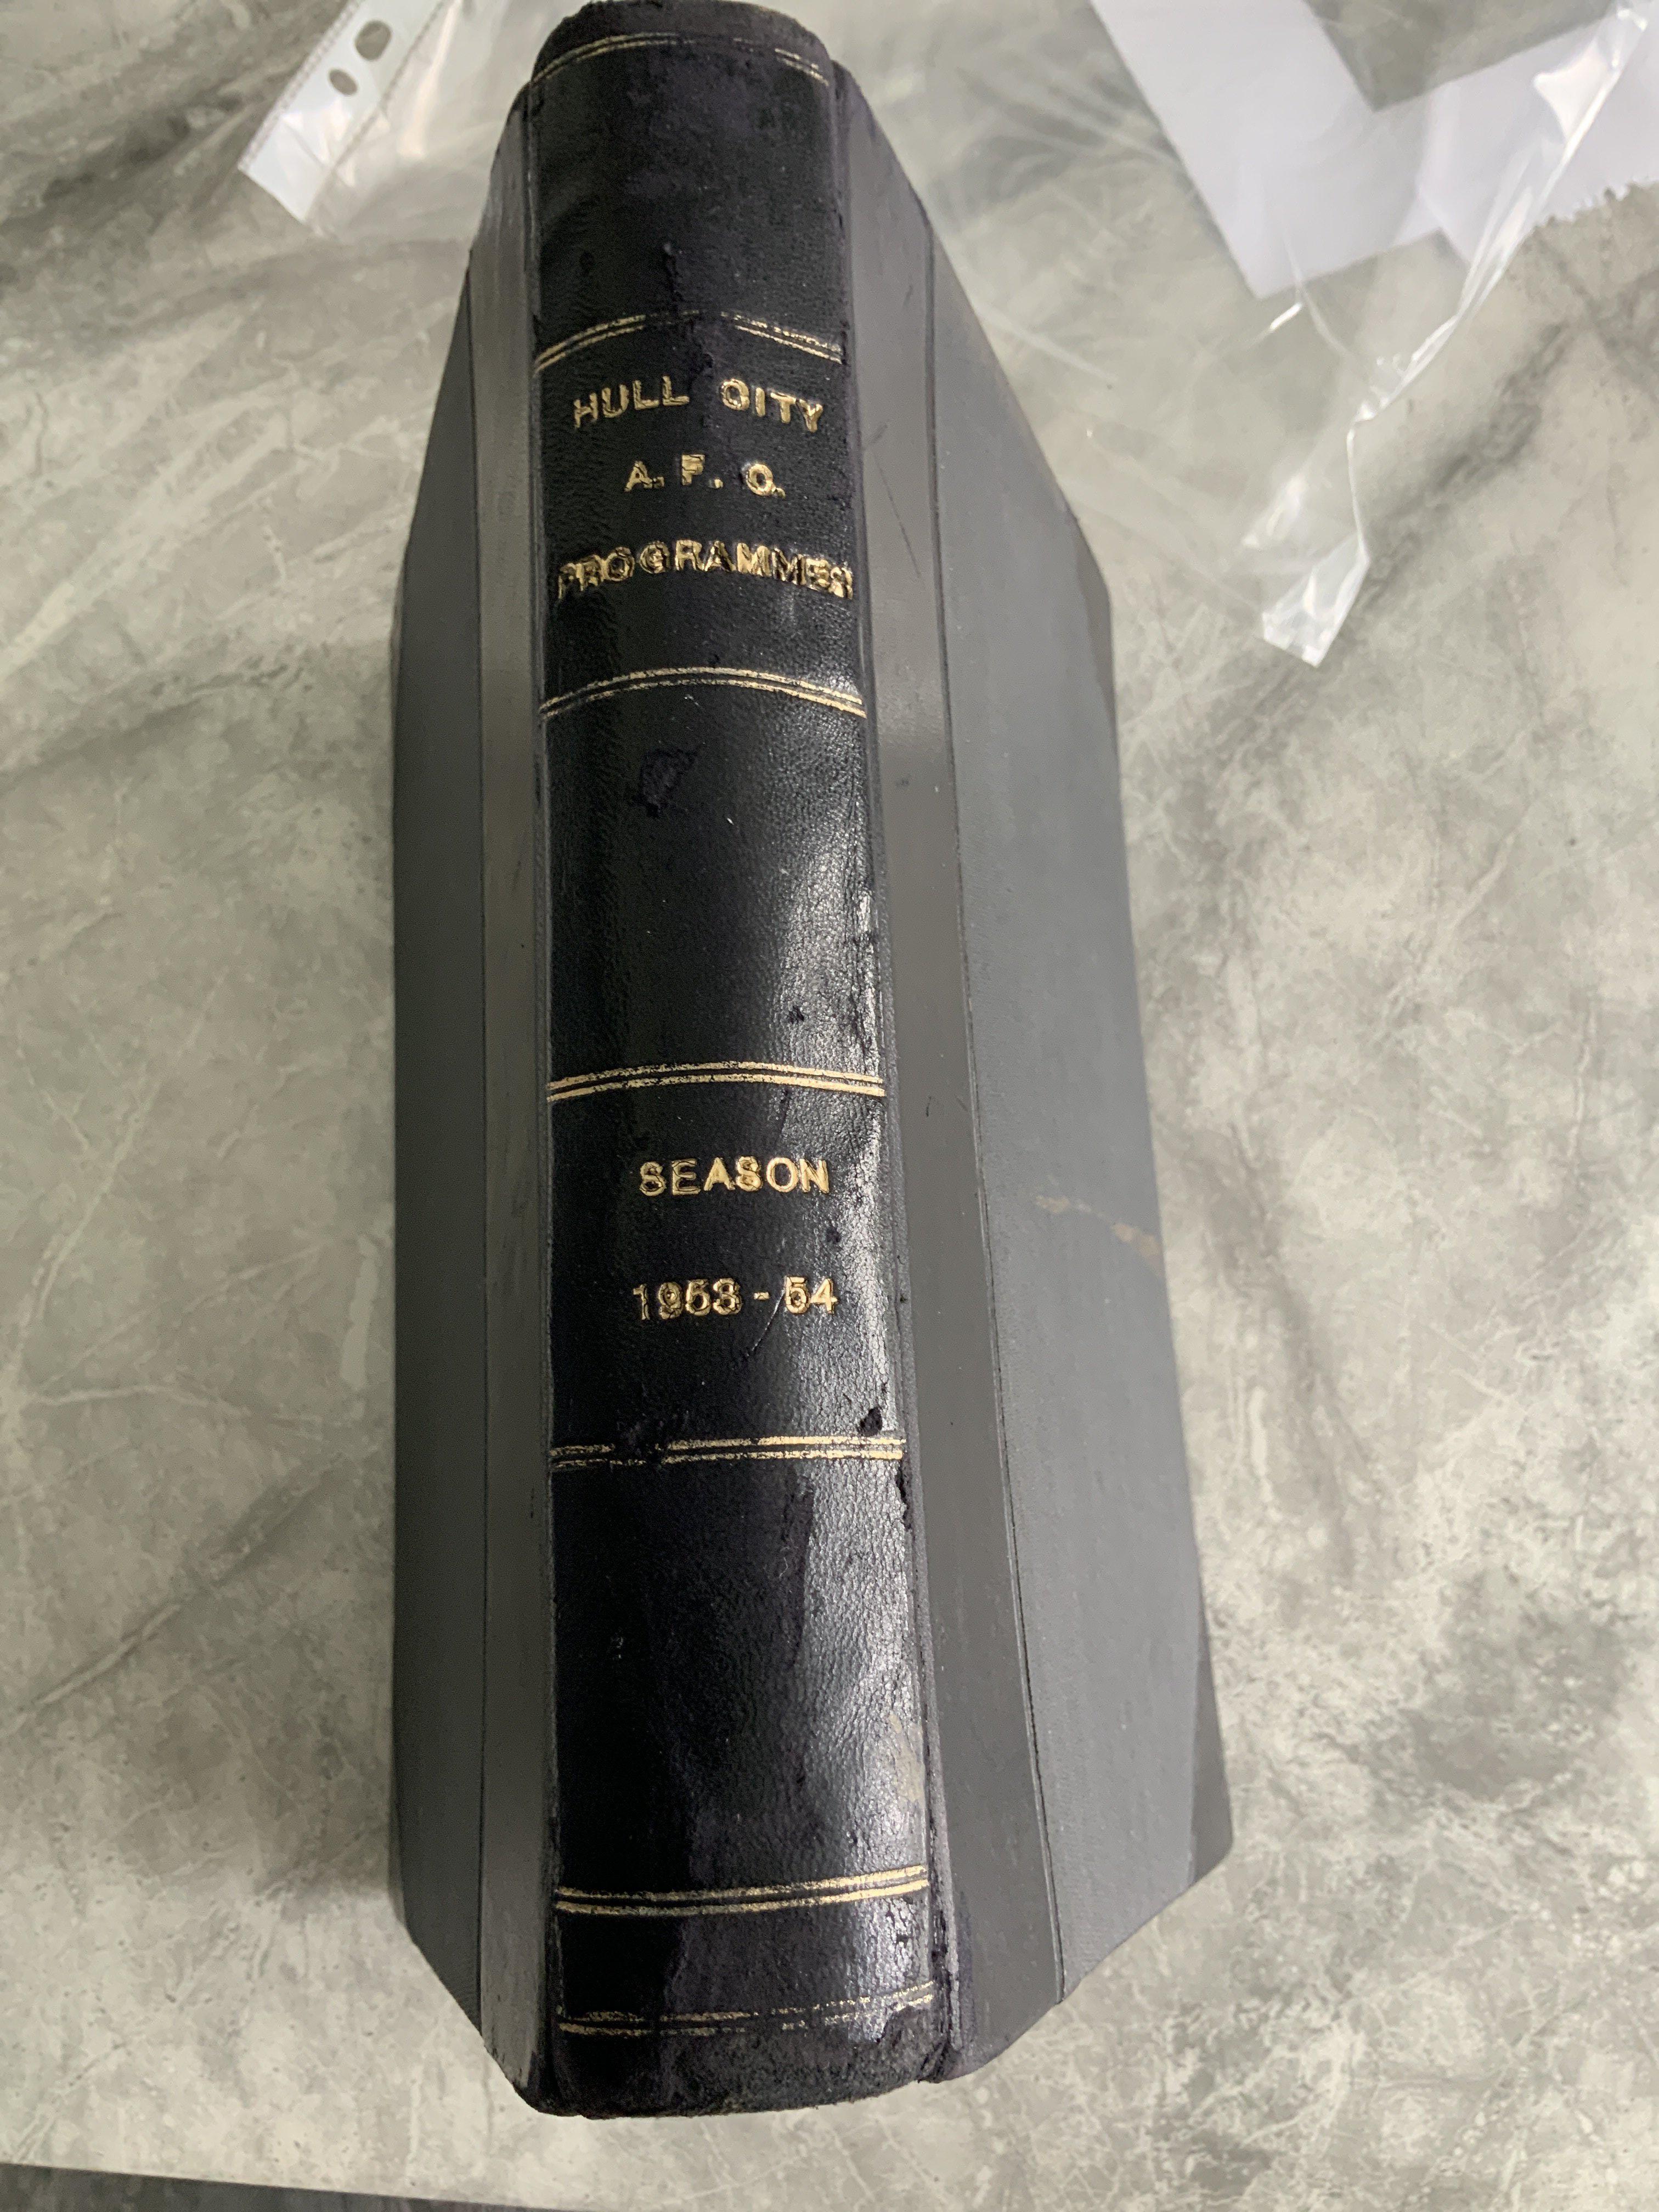 HULL CITY
A. F. C.
PROGRAMMES
SEASON
1953 - 54